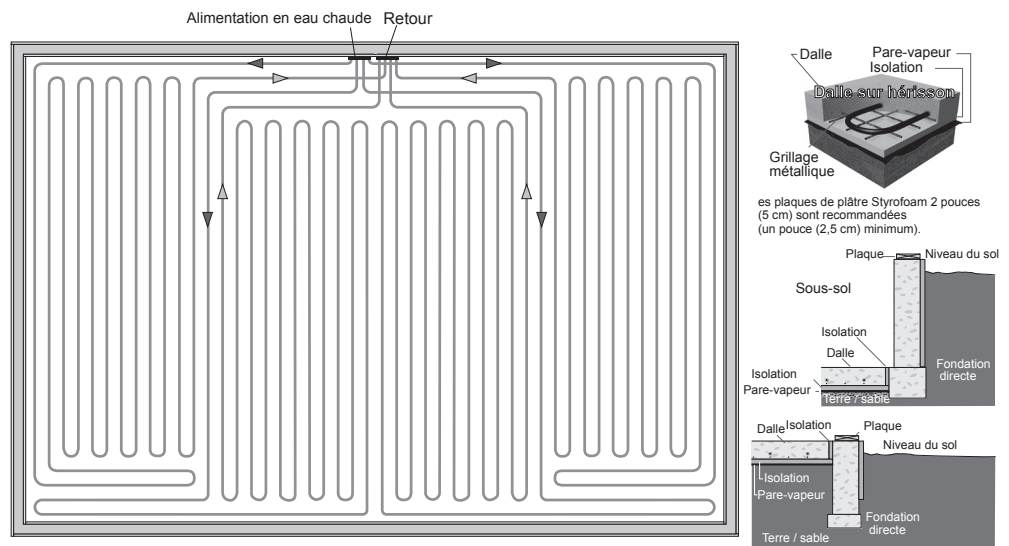 Alimentation en eau chaude
Retour
Dalle
Pare-vapeur
Isolation
Dalle sur hérisson
Grillage
métallique
es plaques de plâtre Styrofoam 2 pouces
(5 cm) sont recommandées
(un pouce (2,5 cm) minimum).
Plaque
Niveau du sol
Sous-sol
Isolation
Dalle
Fondation
directe
Isolation
Pare-vapeur
Terre / sable
Dalle
Isolation
Plaque
Niveau du sol
Isolation
Pare-vapeur
Fondation
directe
Terre / sable